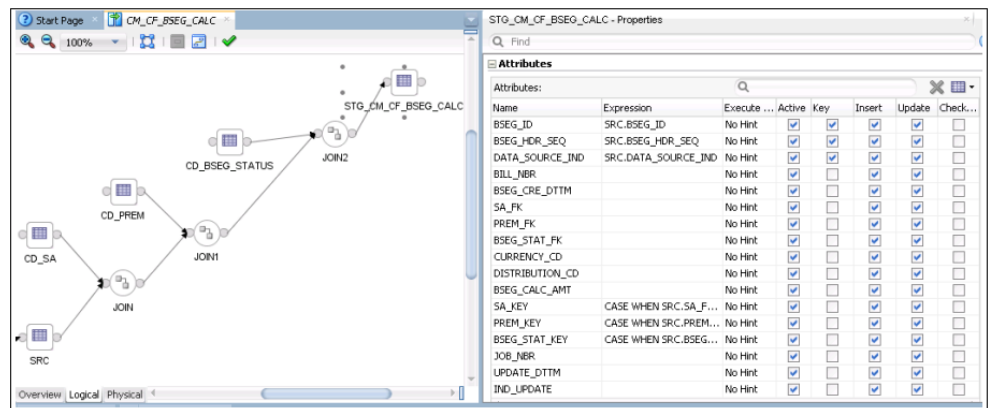 Start Page
CM_CF_BSEG_CALC
100%
STG_CM_CF_BSEG_CALC
CD_BSEG_STATUS
JOIN2
CD_PREM
CD_SA
JOIN1
JOIN
SRC
Overview Logical Physical
STG_CM_CF_BSEG_CALC - Properties
Find
Attributes
Attributes:
Name Expression Execute ... Active Key Insert Update Check...
BSEG_ID SRC.BSEG_ID No Hint
BSEG_HDR_SEQ SRC.BSEG_HDR_SEQ No Hint
DATA_SOURCE_IND SRC.DATA_SOURCE_IND No Hint
BILL_NBR No Hint
BSEG_CRE_DTTM No Hint
SA_FK No Hint
PREM_FK No Hint
BSEG_STAT_FK No Hint
CURRENCY_CD No Hint
DISTRIBUTION_CD No Hint
BSEG_CALC_AMT No Hint
SA_KEY CASE WHEN SRC.SA_F... No Hint
PREM_KEY CASE WHEN SRC.PREM... No Hint
BSEG_STAT_KEY CASE WHEN SRC.BSEG... No Hint
JOB_NBR No Hint
UPDATE_DTTM No Hint
IND_UPDATE No Hint